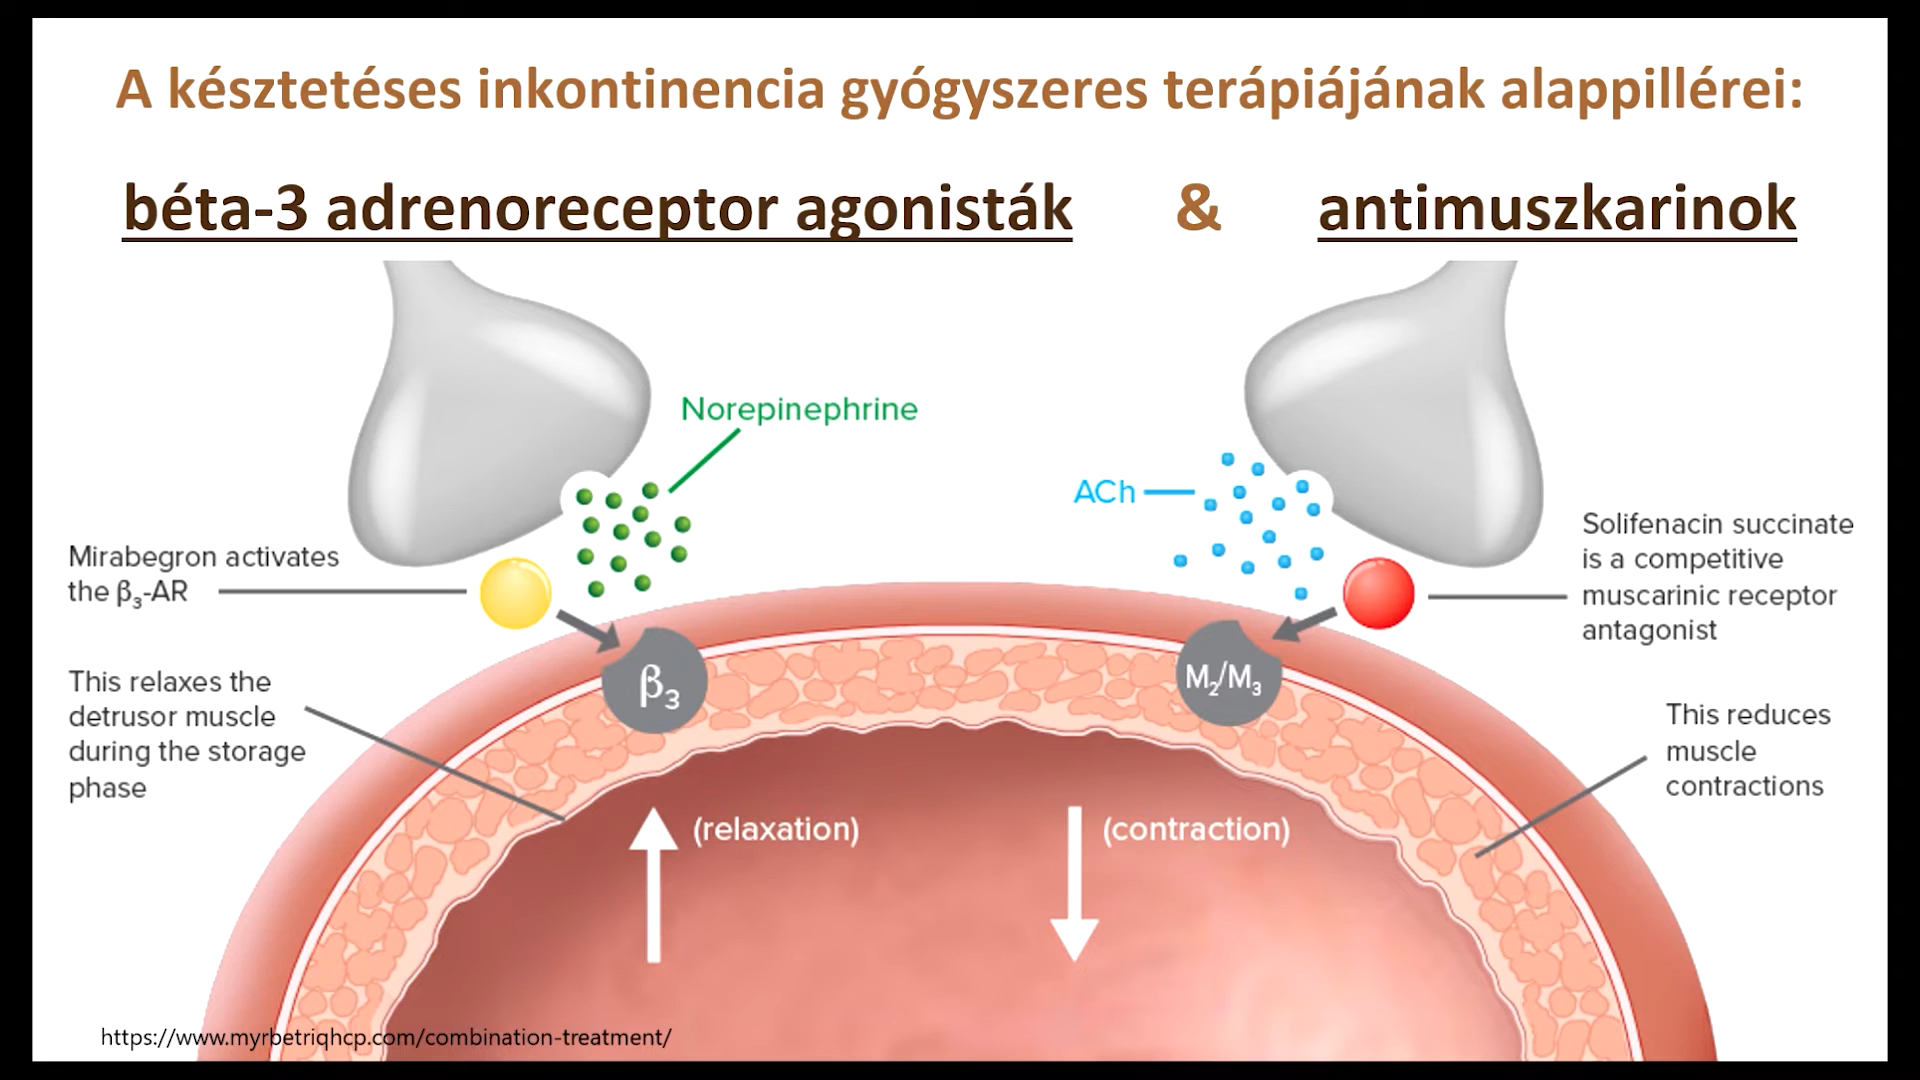 A késztetéses inkontinencia gyógyszeres terápiájának alappillérei:
béta-3 adrenoreceptor agonisták & antimuszkarinok
Norepinephrine
ACh
Mirabegron activates
the β₃-AR
Solifenacin succinate
is a competitive
muscarinic receptor
antagonist
β₃
M₂/M₃
This relaxes the
detrusor muscle
during the storage
phase
This reduces
muscle
contractions
(relaxation)
(contraction)
https://www.myrbetriqhcp.com/combination-treatment/